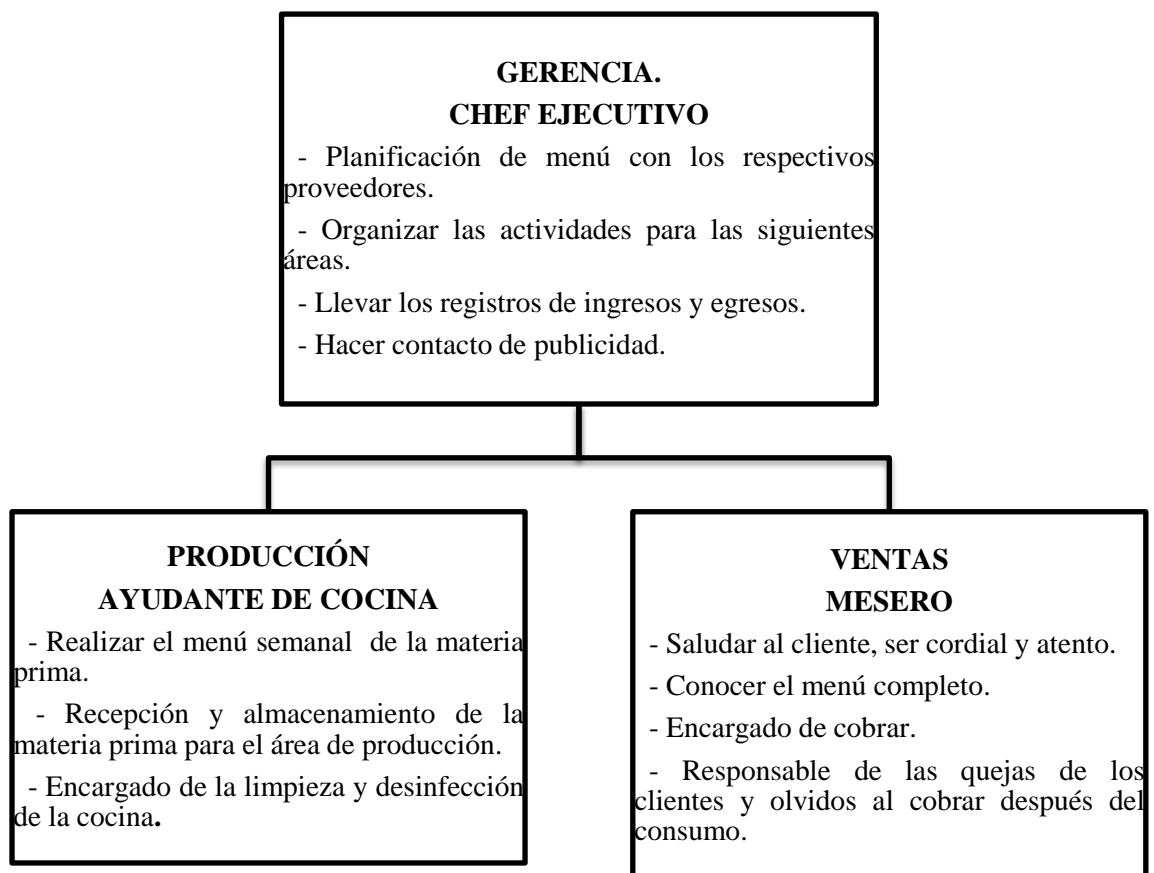 GERENCIA.
CHEF EJECUTIVO
- Planificación de menú con los respectivos
proveedores.
- Organizar las actividades para las siguientes
áreas.
- Llevar los registros de ingresos y egresos.
- Hacer contacto de publicidad.
PRODUCCIÓN
AYUDANTE DE COCINA
- Realizar el menú semanal de la materia
prima.
- Recepción y almacenamiento de la
materia prima para el área de producción.
- Encargado de la limpieza y desinfección
de la cocina.
VENTAS
MESERO
- Saludar al cliente, ser cordial y atento.
- Conocer el menú completo.
- Encargado de cobrar.
- Responsable de las quejas de los
clientes y olvidos al cobrar después del
consumo.